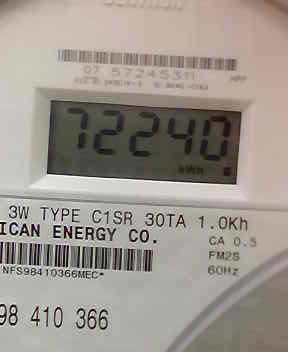 CENTRON
07 57245311
72240
kWh
3W TYPE C1SR 30TA 1.0Kh
ICAN ENERGY CO.
CA 0.5
FM2S
60Hz
NFS98410366MEC*
98 410 366